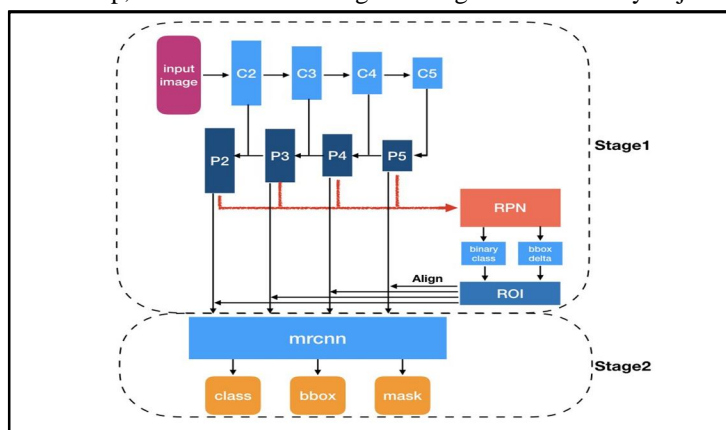 input
image
C2
C3
C4
C5
P2
P3
P4
P5
Stage1
RPN
binary
class
bbox
delta
Align
ROI
mrcnn
Stage2
class
bbox
mask